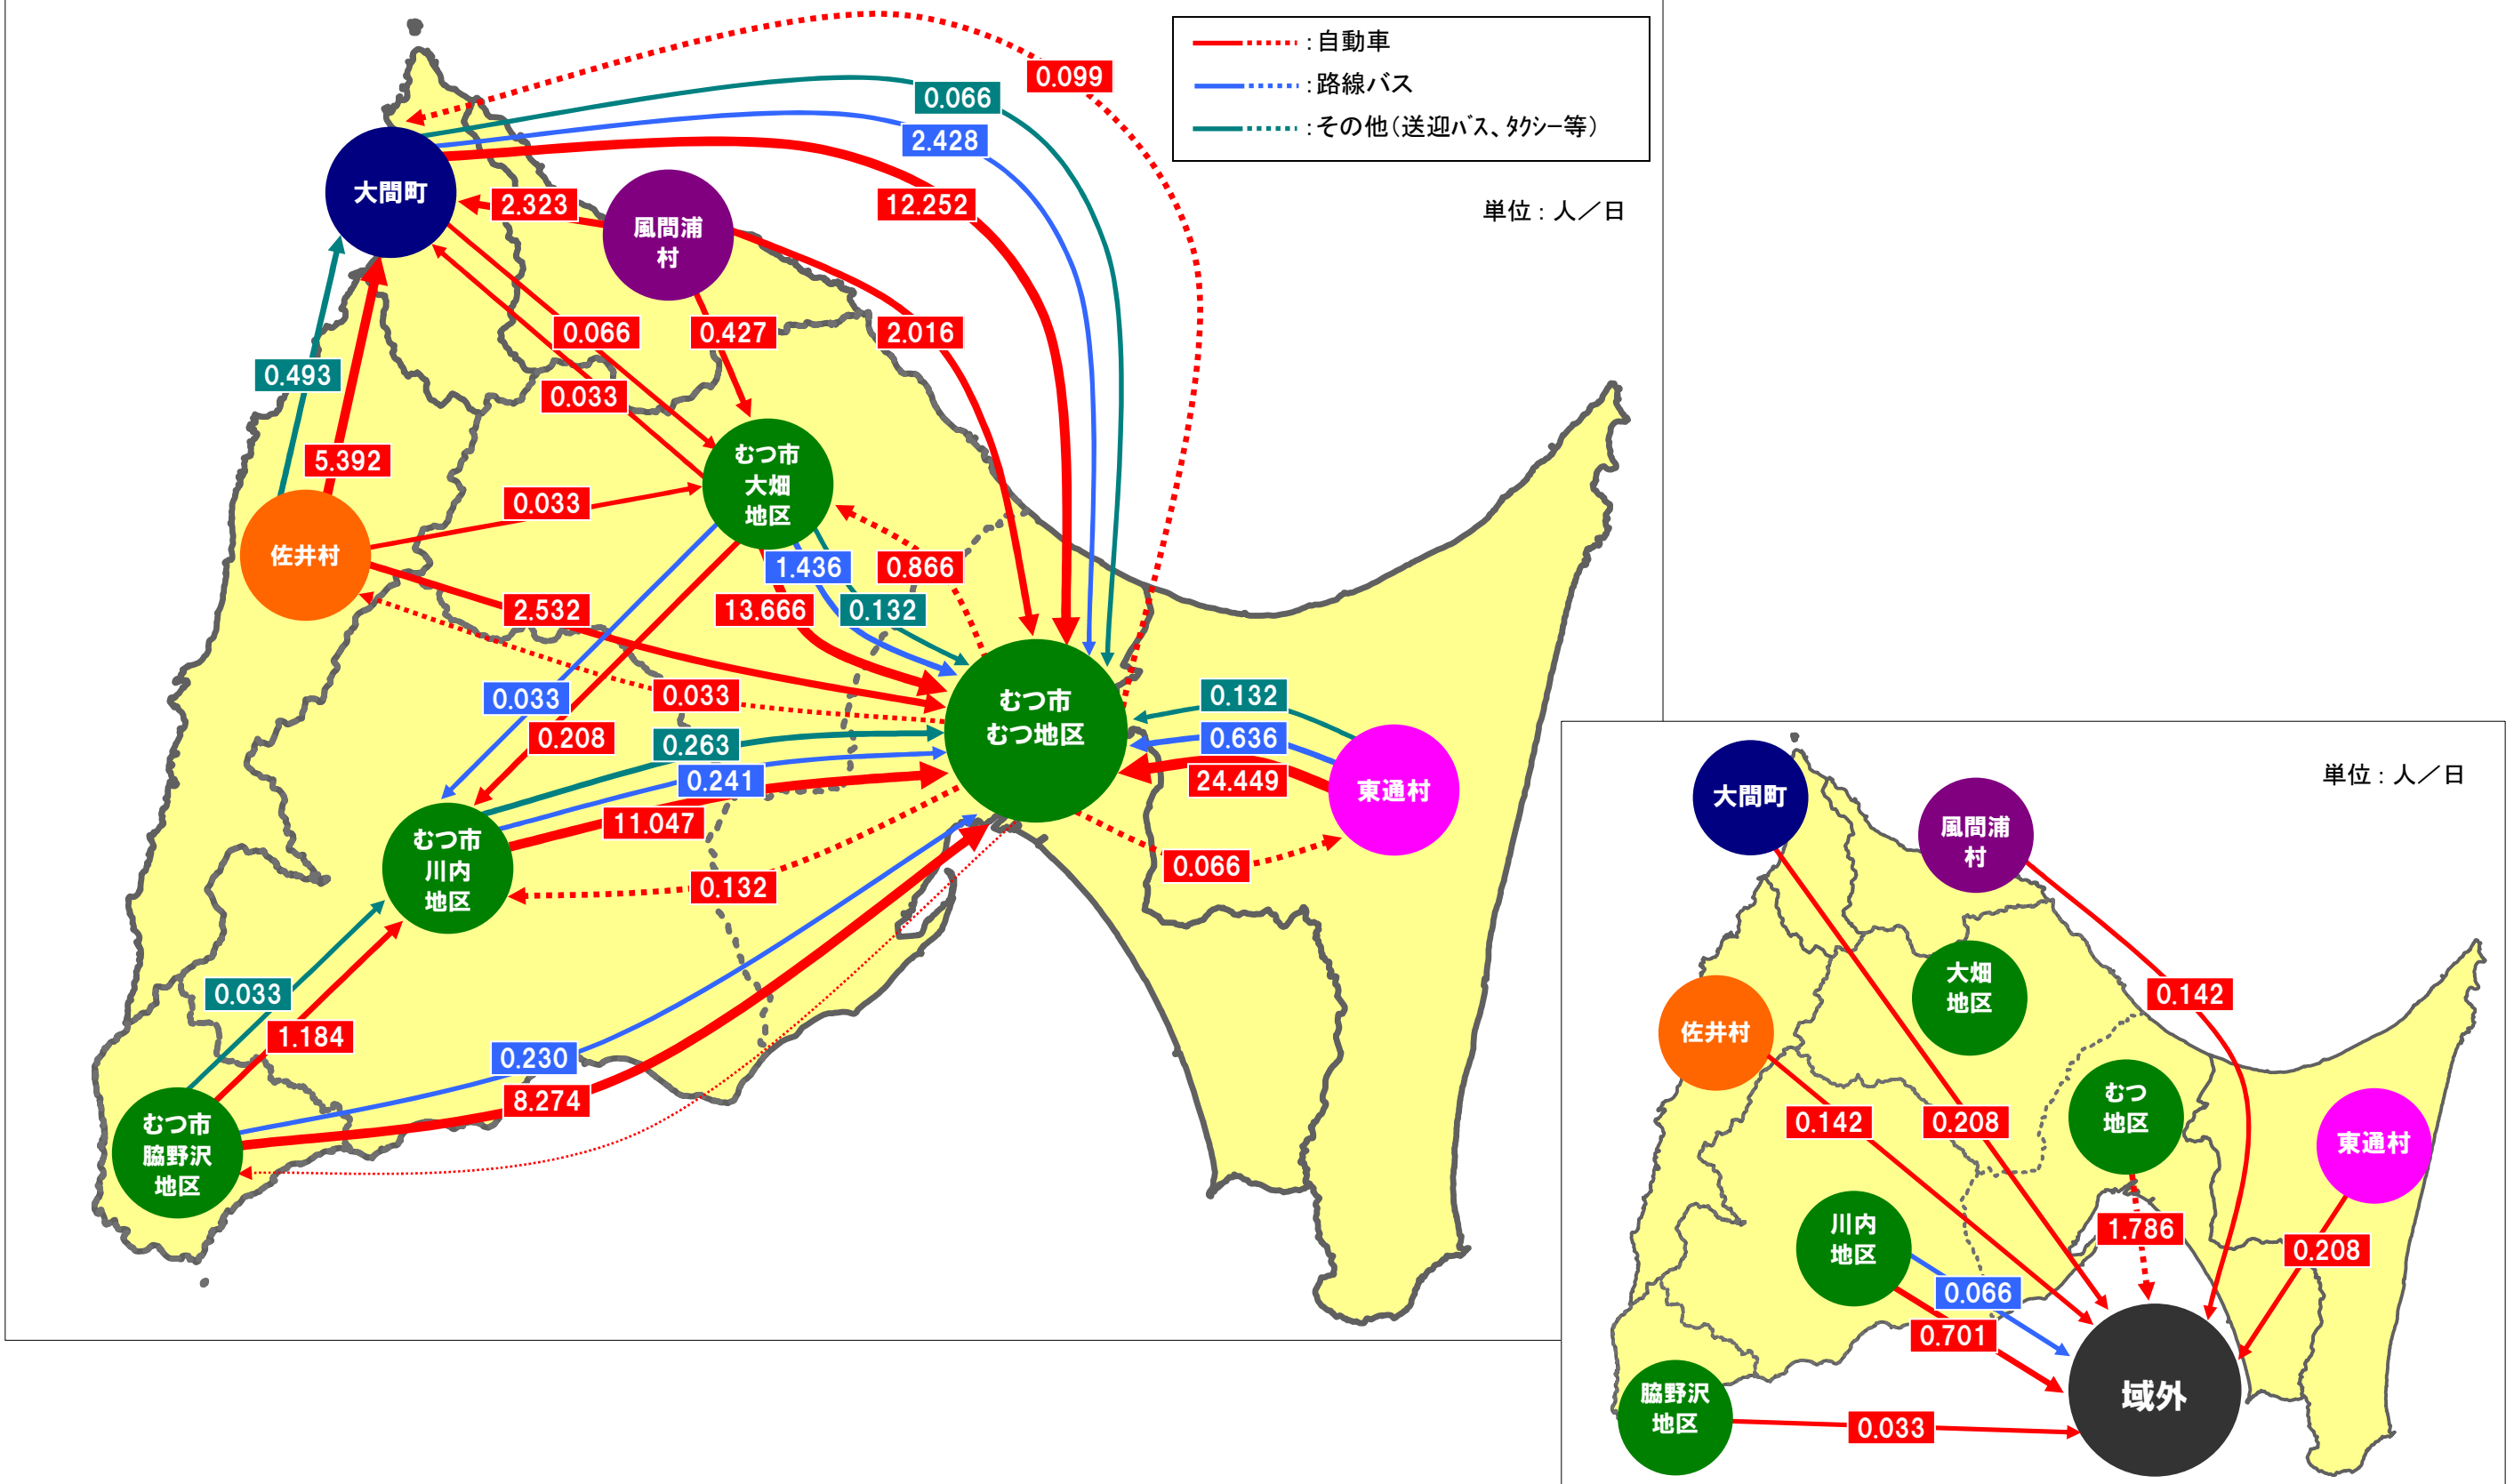 :自動車
:路線バス
:その他(送迎バス、タクシー等)
単位:人/日
0.099
0.066
2.428
12.252
大間町
2.323
風間浦
村
0.066
0.427
2.016
0.493
0.033
5.392
むつ市
大畑
地区
0.033
佐井村
1.436
0.866
2.532
13.666
0.132
0.033
0.033
むつ市
むつ地区
0.132
0.208
0.263
0.636
0.241
24.449
東通村
11.047
むつ市
川内
地区
0.132
0.066
0.033
1.184
0.230
8.274
むつ市
脇野沢
地区
単位:人/日
大間町
風間浦
村
大畑
地区
0.142
佐井村
0.142
0.208
むつ
地区
東通村
川内
地区
1.786
0.208
0.066
0.701
脇野沢
地区
0.033
域外